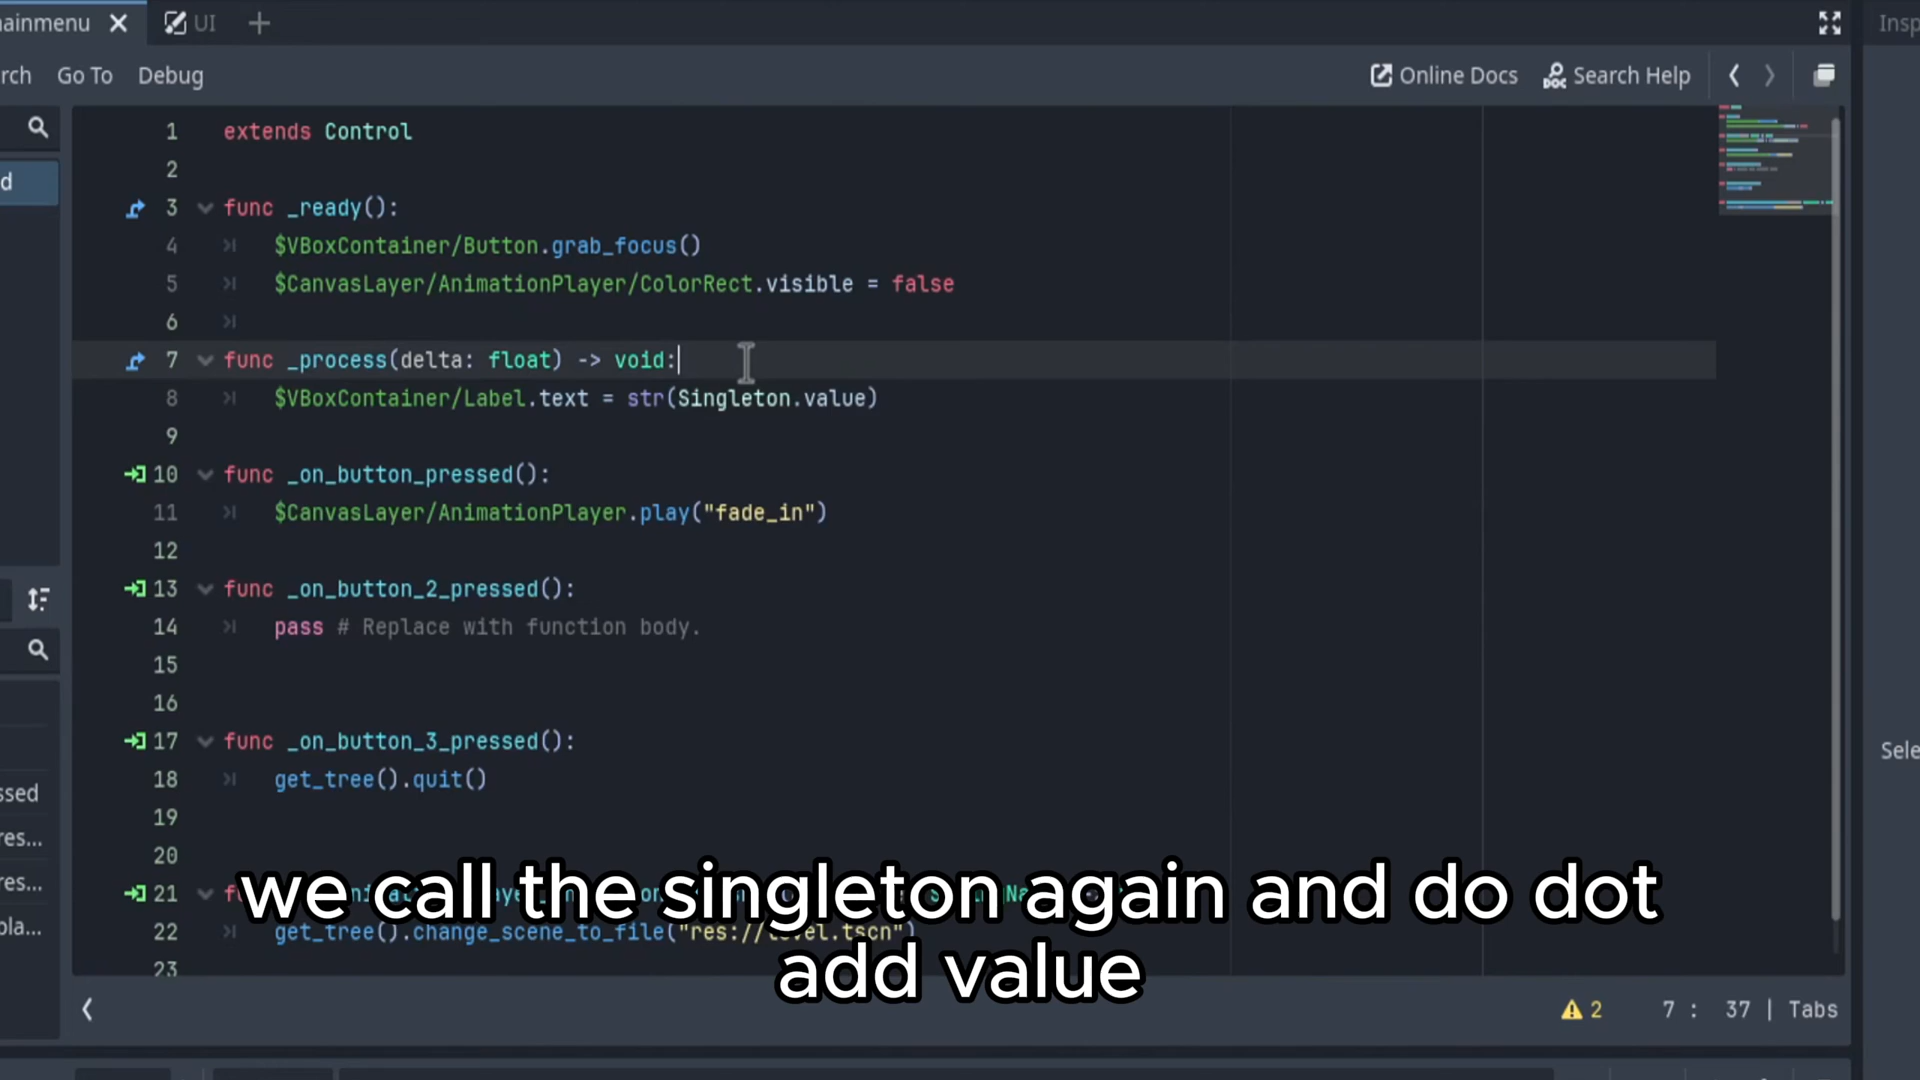 ainmenu
UI
Insp
rch Go To Debug
Online Docs Search Help
1 extends Control
2
3 func _ready():
4 $VBoxContainer/Button.grab_focus()
5 $CanvasLayer/AnimationPlayer/ColorRect.visible = false
6
7 func _process(delta: float) -> void:
8 $VBoxContainer/Label.text = str(Singleton.value)
9
10 func _on_button_pressed():
11 $CanvasLayer/AnimationPlayer.play("fade_in")
12
13 func _on_button_2_pressed():
14 pass # Replace with function body.
15
16
17 func _on_button_3_pressed():
18 get_tree().quit()
19
20
21
22 get_tree().change_scene_to_file("res://level.tscn")
23
d
ssed
res...
res...
pla...
Sele
we call the singleton again and do dot
add value
2 7 : 37 | Tabs